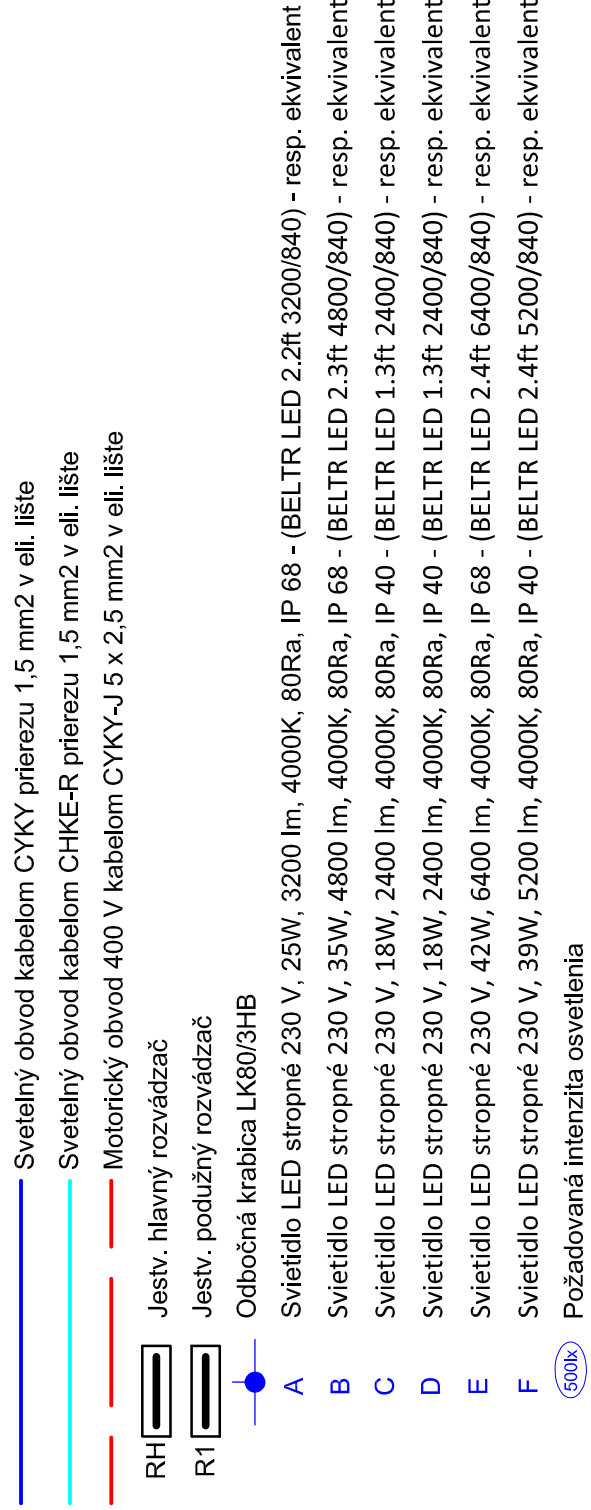 Svetelný obvod kabelom CYKY prierezu 1,5 mm2 v eli. lište
Svetelný obvod kabelom CHKE-R prierezu 1,5 mm2 v eli. lište
Motorický obvod 400 V kabelom CYKY-J 5 x 2,5 mm2 v eli. lište
RH Jestv. hlavný rozvádzač
R1 Jestv. podužný rozvádzač
Odbočná krabica LK80/3HB
A Svietidlo LED stropné 230 V, 25W, 3200 lm, 4000K, 80Ra, IP 68 - (BELTR LED 2.2ft 3200/840) - resp. ekvivalent
B Svietidlo LED stropné 230 V, 35W, 4800 lm, 4000K, 80Ra, IP 68 - (BELTR LED 2.3ft 4800/840) - resp. ekvivalent
C Svietidlo LED stropné 230 V, 18W, 2400 lm, 4000K, 80Ra, IP 40 - (BELTR LED 1.3ft 2400/840) - resp. ekvivalent
D Svietidlo LED stropné 230 V, 18W, 2400 lm, 4000K, 80Ra, IP 40 - (BELTR LED 1.3ft 2400/840) - resp. ekvivalent
E Svietidlo LED stropné 230 V, 42W, 6400 lm, 4000K, 80Ra, IP 68 - (BELTR LED 2.4ft 6400/840) - resp. ekvivalent
F Svietidlo LED stropné 230 V, 39W, 5200 lm, 4000K, 80Ra, IP 40 - (BELTR LED 2.4ft 5200/840) - resp. ekvivalent
500lx Požadovaná intenzita osvetlenia